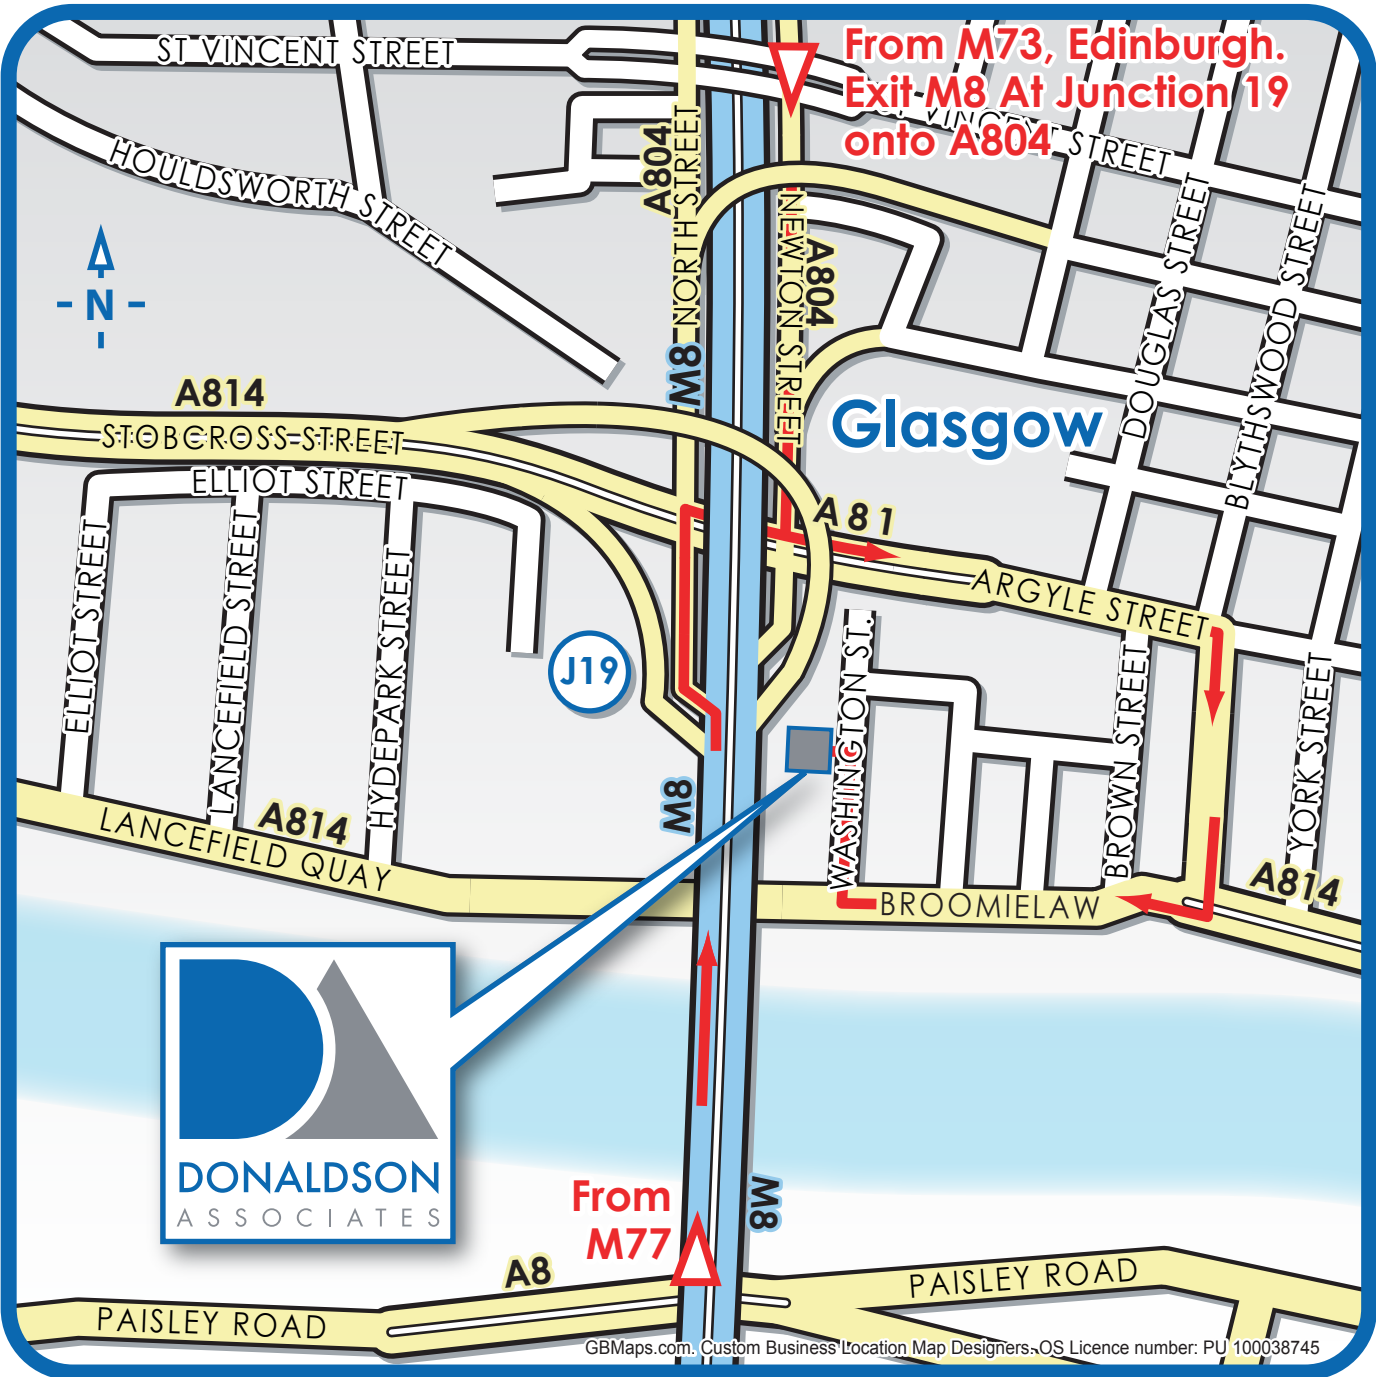 ST VINCENT STREET
From M73, Edinburgh.
Exit M8 At Junction 19
onto A804
ST VINCENT STREET
HOULDSWORTH STREET
A804
NORTH STREET
NEWTON STREET
A804
DOUGLAS STREET
BLYTHSWOOD STREET
- N -
M8
A814
STOBCROSS STREET
Glasgow
ELLIOT STREET
A81
ARGYLE STREET
ELLIOT STREET
LANCEFIELD STREET
HYDEPARK STREET
J19
WASHINGTON ST.
BROWN STREET
YORK STREET
M8
A814
LANCEFIELD QUAY
BROOMIELAW
A814
DONALDSON
ASSOCIATES
From
M77
M8
A8
PAISLEY ROAD
PAISLEY ROAD
GBMaps.com. Custom Business Location Map Designers. OS Licence number: PU 100038745